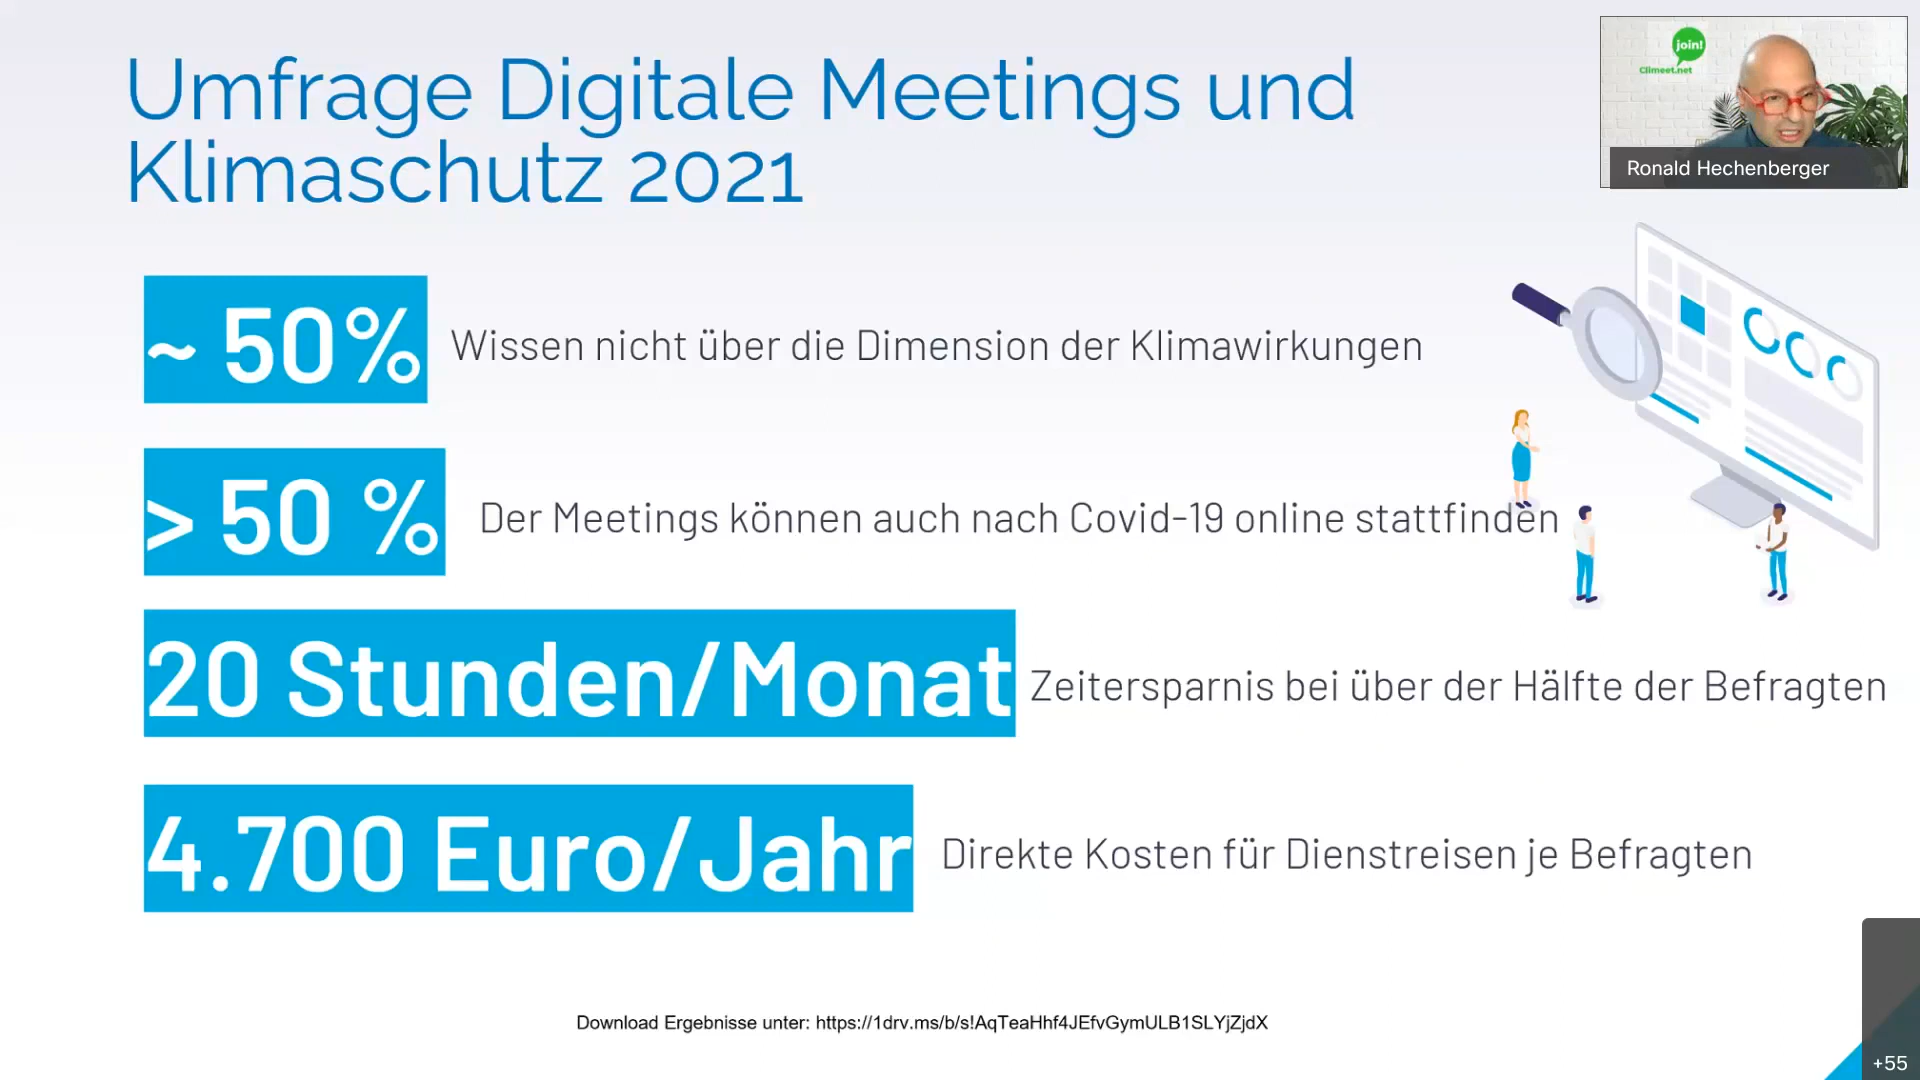 Umfrage Digitale Meetings und
Klimaschutz 2021
join!
Climeet.net
Ronald Hechenberger
~ 50% Wissen nicht über die Dimension der Klimawirkungen
> 50 % Der Meetings können auch nach Covid-19 online stattfinden
20 Stunden/Monat Zeitersparnis bei über der Hälfte der Befragten
4.700 Euro/Jahr Direkte Kosten für Dienstreisen je Befragten
Download Ergebnisse unter: https://1drv.ms/b/s!AqTeaHhf4JEfvGymULB1SLYjZjdX
+55